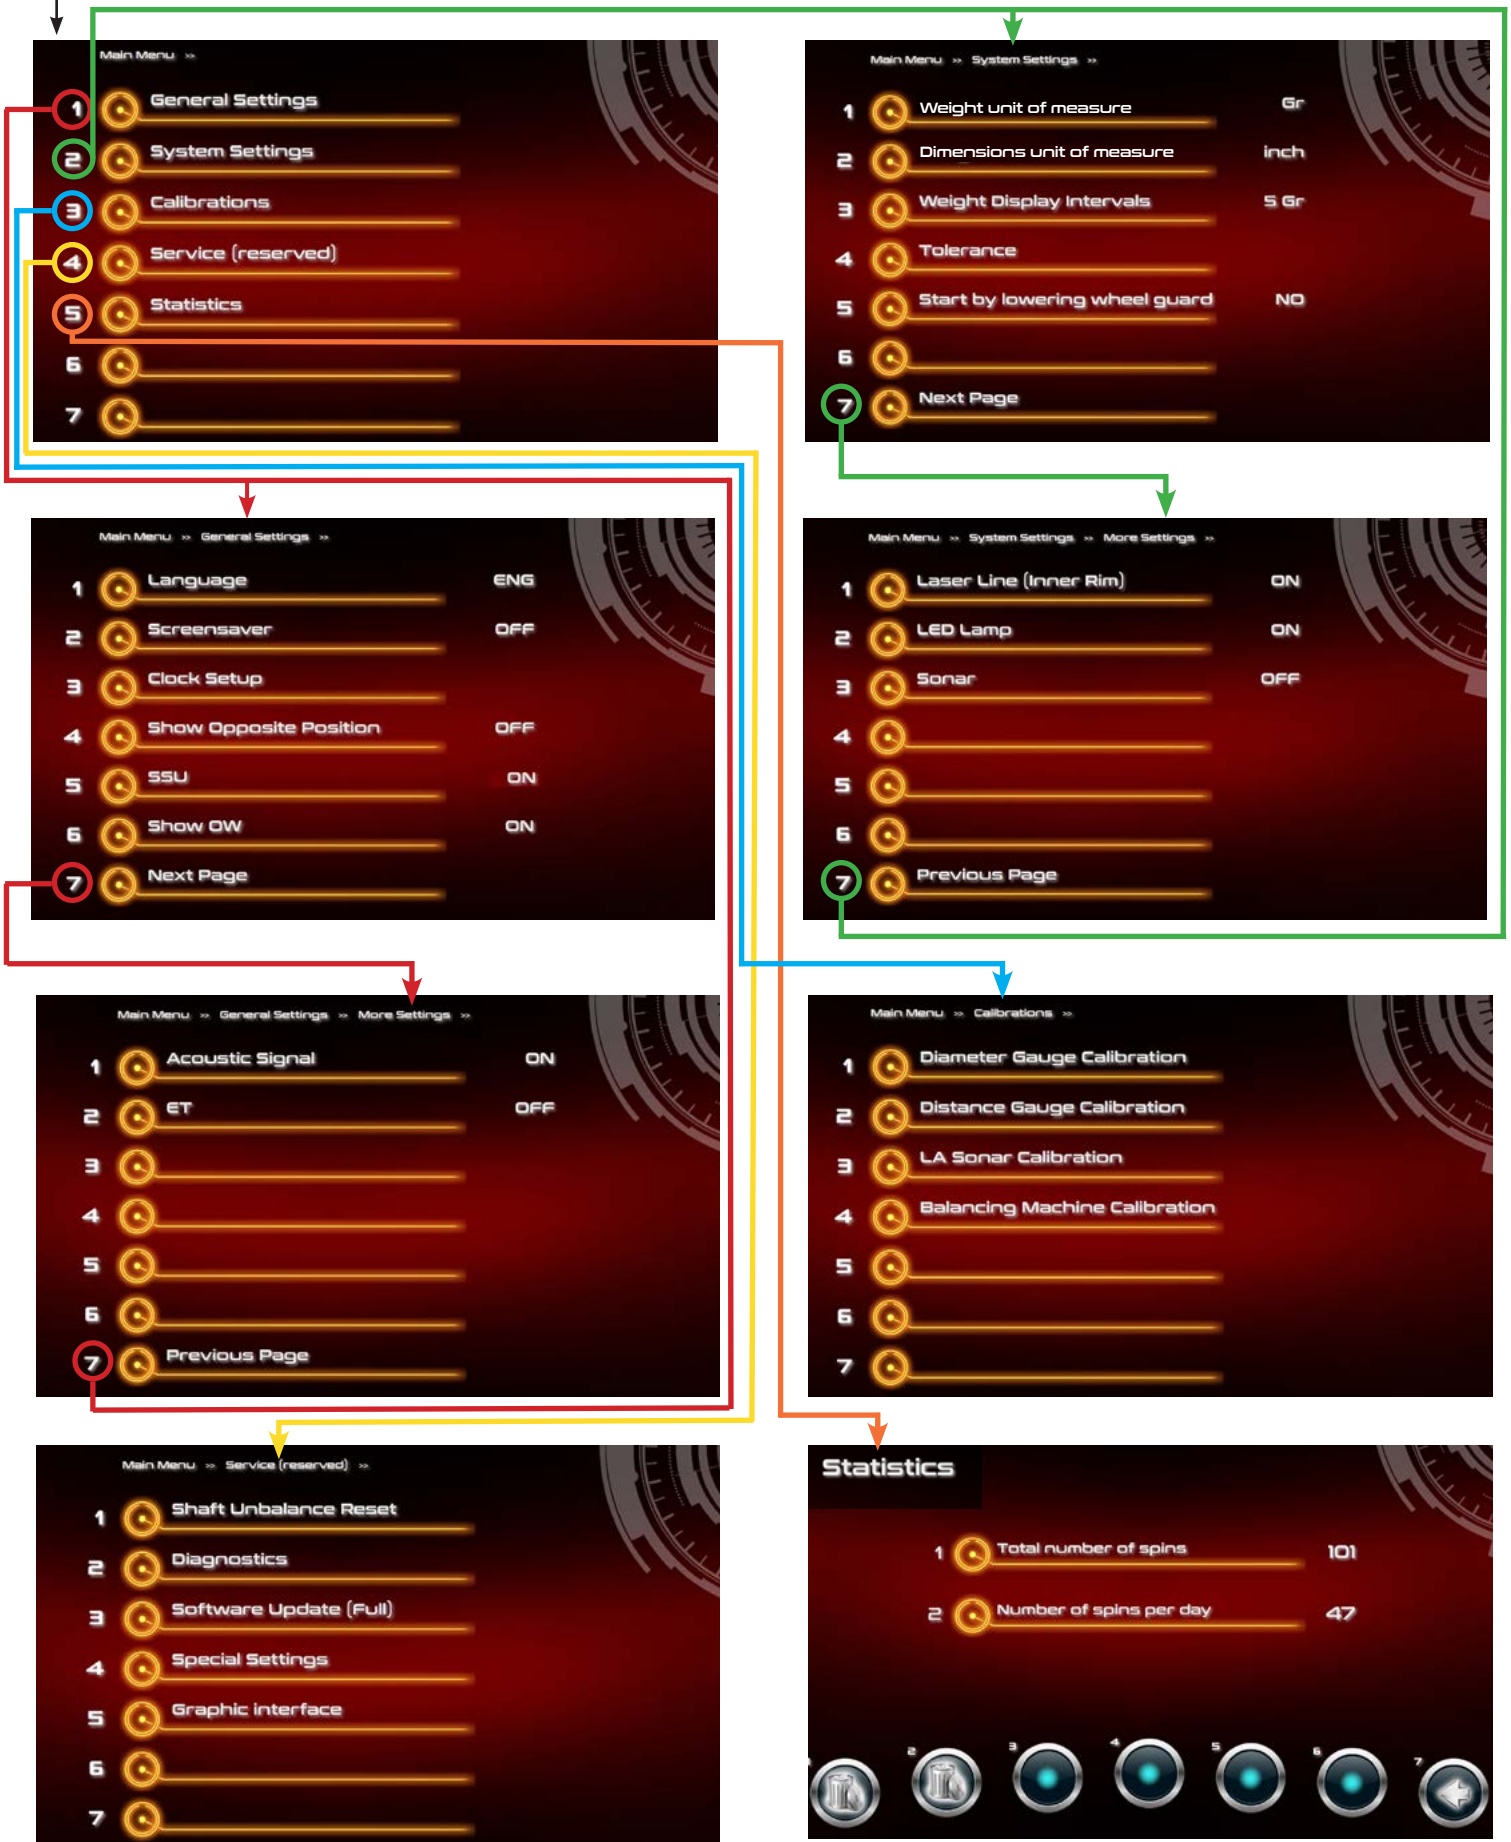 Main Menu »
1 General Settings
2 System Settings
3 Calibrations
4 Service (reserved)
5 Statistics
6
7
Main Menu » System Settings »
1 Weight unit of measure Gr
2 Dimensions unit of measure inch
3 Weight Display Intervals 5 Gr
4 Tolerance
5 Start by lowering wheel guard NO
6
7 Next Page
Main Menu » General Settings »
1 Language ENG
2 Screensaver OFF
3 Clock Setup
4 Show Opposite Position OFF
5 SSU ON
6 Show OW ON
7 Next Page
Main Menu » System Settings » More Settings »
1 Laser Line (Inner Rim) ON
2 LED Lamp ON
3 Sonar OFF
4
5
6
7 Previous Page
Main Menu » General Settings » More Settings »
1 Acoustic Signal ON
2 ET OFF
3
4
5
6
7 Previous Page
Main Menu » Calibrations »
1 Diameter Gauge Calibration
2 Distance Gauge Calibration
3 LA Sonar Calibration
4 Balancing Machine Calibration
5
6
7
Main Menu » Service (reserved) »
1 Shaft Unbalance Reset
2 Diagnostics
3 Software Update (Full)
4 Special Settings
5 Graphic interface
6
7
Statistics
1 Total number of spins 101
2 Number of spins per day 47
2 3 4 5 6 7